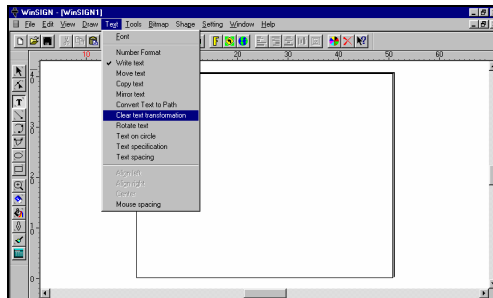 WinSIGN - [WinSIGN1]
File Edit View Draw Text Tools Bitmap Shape Setting Window Help
10 20 30 40 50 60
Font
Number Format
Write text
Move text
Copy text
Mirror text
Convert Text to Path
Clear text transformation
Rotate text
Text on circle
Text specification
Text spacing
Align left
Align right
Centre
Mouse spacing
4
3
2
1
0